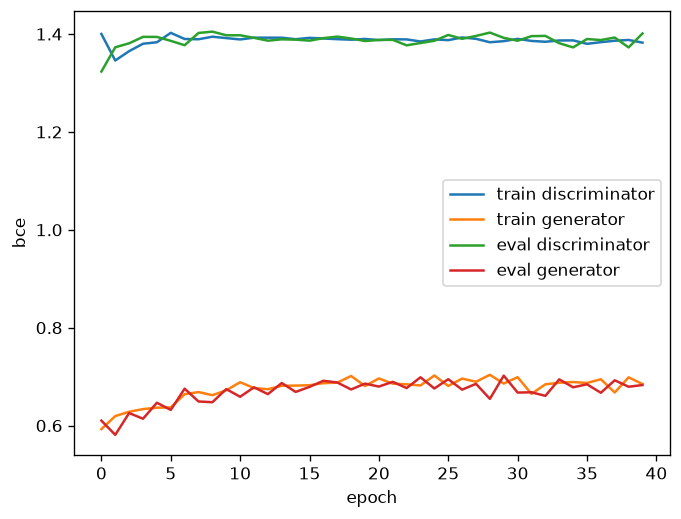 1.4
1.2
1.0
0.8
0.6
bce
train discriminator
train generator
eval discriminator
eval generator
0 5 10 15 20 25 30 35 40
epoch